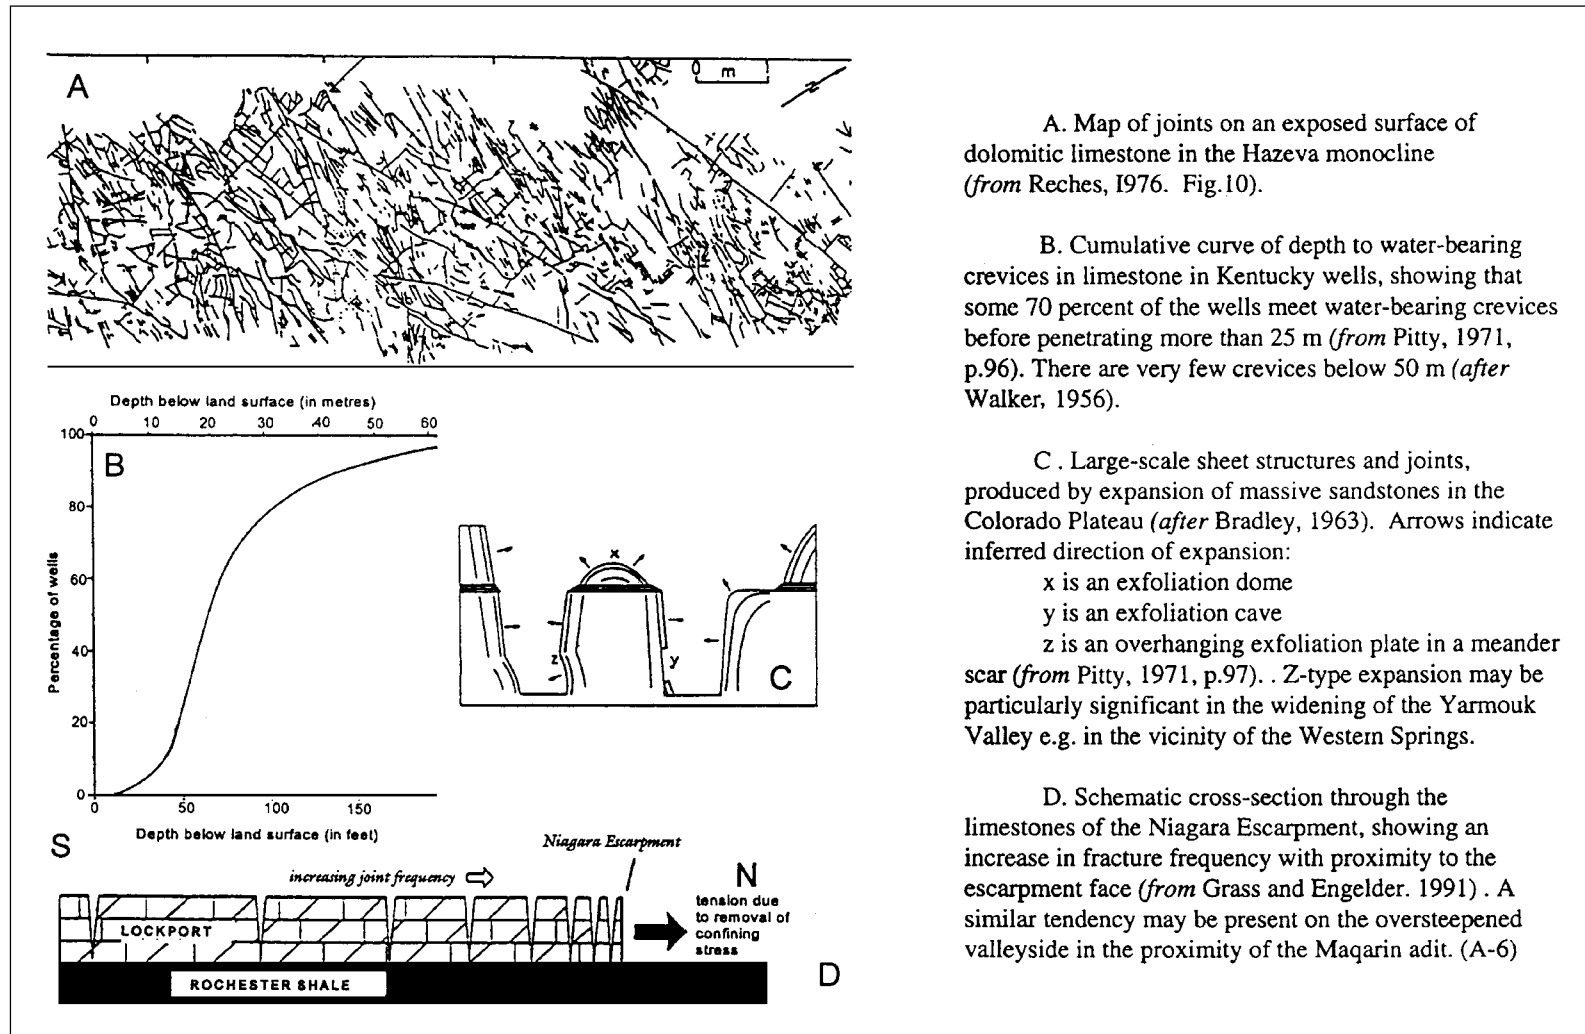 A
0 m
N
Depth below land surface (in metres)
0 10 20 30 40 50 60
100
80
60
40
20
0
Percentage of wells
B
0 50 100 150
Depth below land surface (in feet)
x
z
y
C
S
Niagara Escarpment
increasing joint frequency
N
tension due
to removal of
confining
stress
LOCKPORT
ROCHESTER SHALE
D
A. Map of joints on an exposed surface of
dolomitic limestone in the Hazeva monocline
(from Reches, I976. Fig.10).
B. Cumulative curve of depth to water-bearing
crevices in limestone in Kentucky wells, showing that
some 70 percent of the wells meet water-bearing crevices
before penetrating more than 25 m (from Pitty, 1971,
p.96). There are very few crevices below 50 m (after
Walker, 1956).
C . Large-scale sheet structures and joints,
produced by expansion of massive sandstones in the
Colorado Plateau (after Bradley, 1963). Arrows indicate
inferred direction of expansion:
x is an exfoliation dome
y is an exfoliation cave
z is an overhanging exfoliation plate in a meander
scar (from Pitty, 1971, p.97). . Z-type expansion may be
particularly significant in the widening of the Yarmouk
Valley e.g. in the vicinity of the Western Springs.
D. Schematic cross-section through the
limestones of the Niagara Escarpment, showing an
increase in fracture frequency with proximity to the
escarpment face (from Grass and Engelder. 1991) . A
similar tendency may be present on the oversteepened
valleyside in the proximity of the Maqarin adit. (A-6)